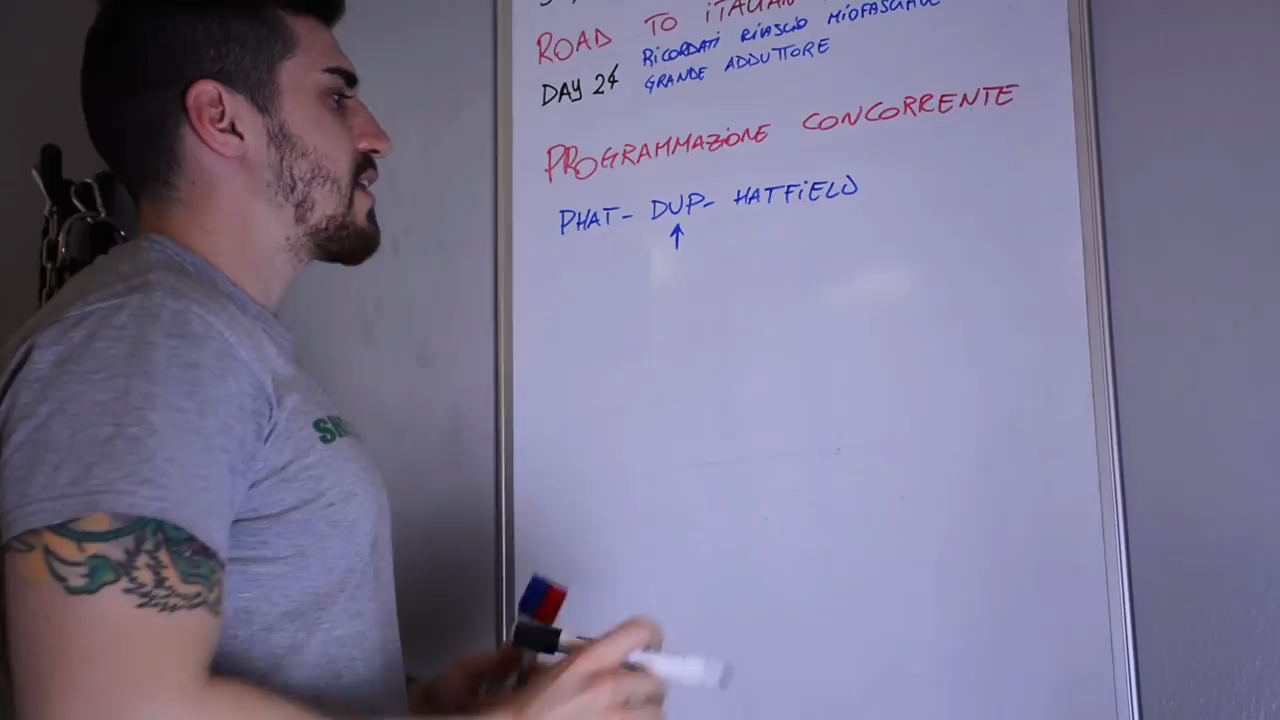 ROAD TO iTALIAN
RICORDATI RILASCIO MIOFASCIALE
DAY 24 GRANDE ADDUTTORE
PROGRAMMAZiONE CONCORRENTE
PHAT- DUP- HATFiELD